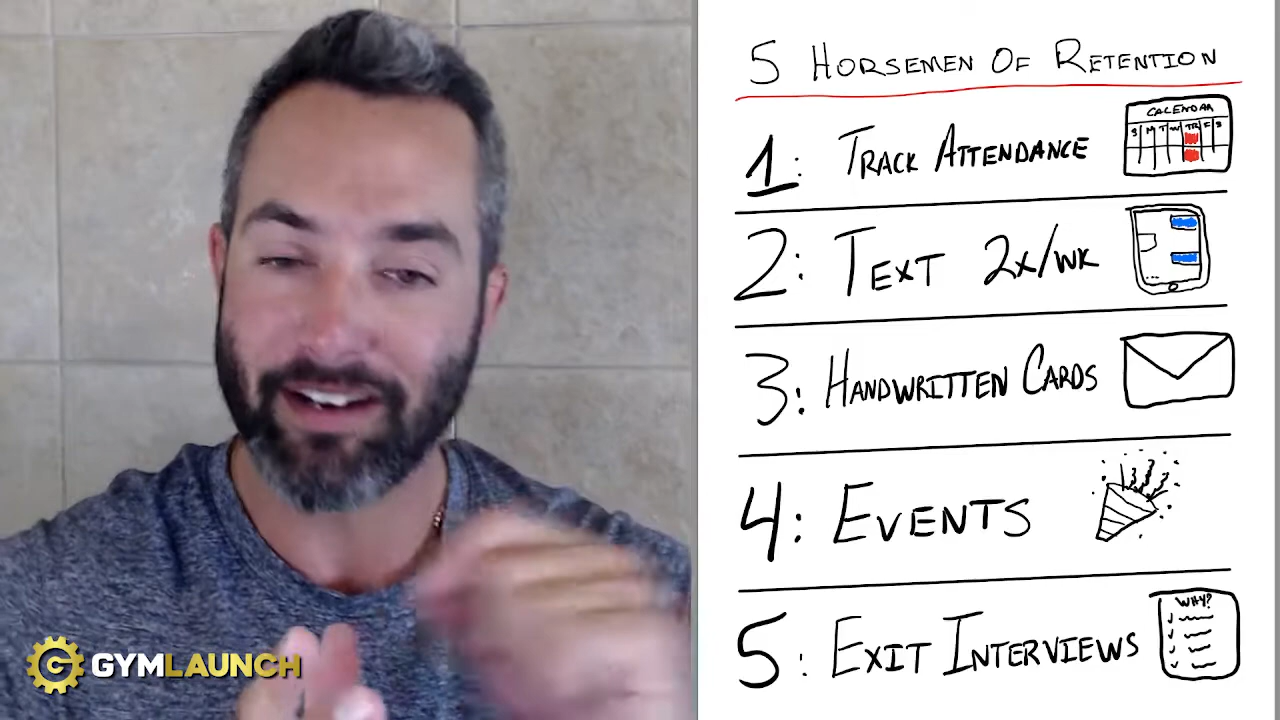 5 HORSEMEN OF RETENTION
CALENDAR
S M T W TR F S
1: TRACK ATTENDANCE
2: TEXT 2x/WK
3: HANDWRITTEN CARDS
4: EVENTS
WHY?
5: EXIT INTERVIEWS
GYMLAUNCH